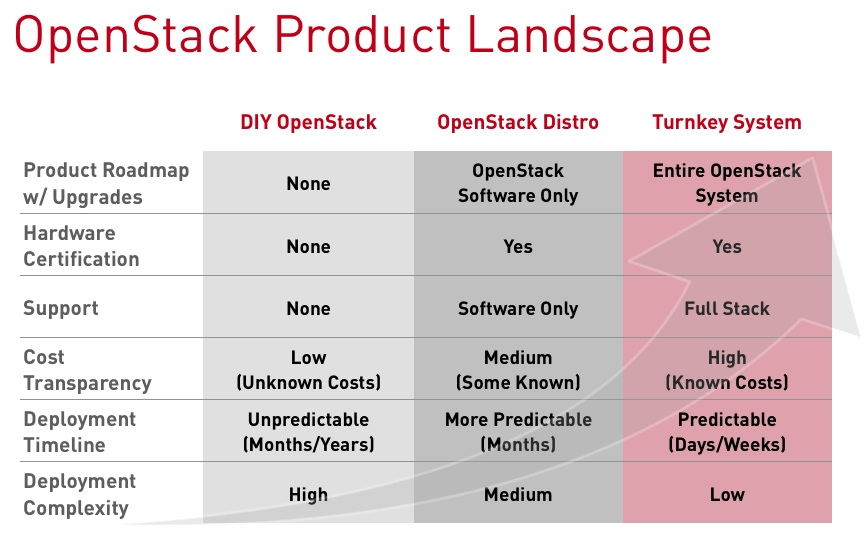 OpenStack Product Landscape
DIY OpenStack
OpenStack Distro
Turnkey System
Product Roadmap
w/ Upgrades
None
OpenStack
Software Only
Entire OpenStack
System
Hardware
Certification
None
Yes
Yes
Support
None
Software Only
Full Stack
Cost
Transparency
Low
(Unknown Costs)
Medium
(Some Known)
High
(Known Costs)
Deployment
Timeline
Unpredictable
(Months/Years)
More Predictable
(Months)
Predictable
(Days/Weeks)
Deployment
Complexity
High
Medium
Low